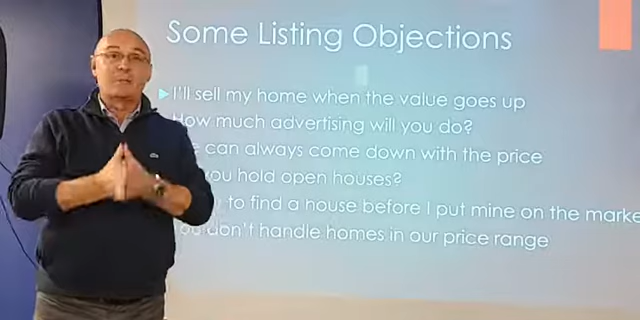 Some Listing Objections
I'll sell my home when the value goes up
How much advertising will you do?
can always come down with the price
you hold open houses?
to find a house before I put mine on the
don't handle homes in our price range